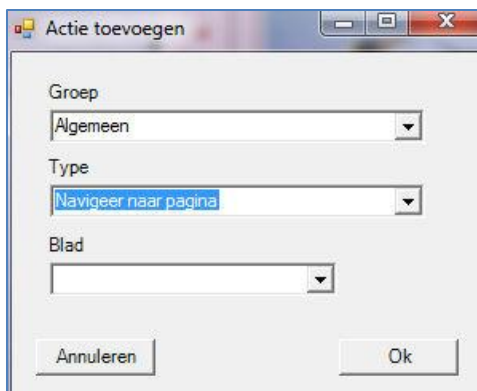 Actie toevoegen
Groep
Algemeen
Type
Navigeer naar pagina
Blad
Annuleren
Ok